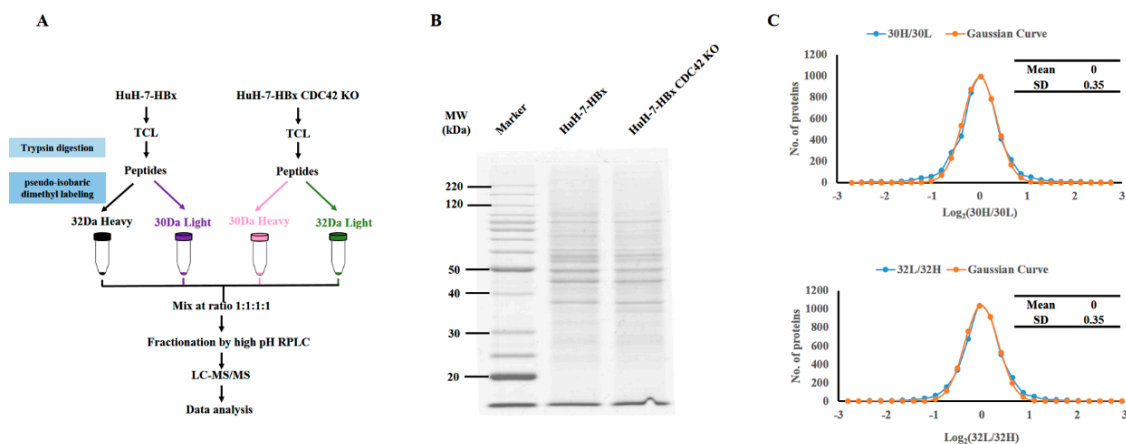 A
HuH-7-HBx HuH-7-HBx CDC42 KO
TCL TCL
Trypsin digestion
Peptides Peptides
pseudo-isobaric
dimethyl labeling
32Da Heavy 30Da Light 30Da Heavy 32Da Light
Mix at ratio 1:1:1:1
Fractionation by high pH RPLC
LC-MS/MS
Data analysis
B
MW
(kDa)
Marker
HuH-7-HBx
HuH-7-HBx CDC42 KO
220
120
50
40
30
20
C
30H/30L Gaussian Curve
No. of proteins
1200
1000
800
600
400
200
0
Mean 0
SD 0.35
-3 -2 -1 0 1 2 3
Log2(30H/30L)
32L/32H Gaussian Curve
No. of proteins
1200
1000
800
600
400
200
0
Mean 0
SD 0.35
-3 -2 -1 0 1 2 3
Log2(32L/32H)